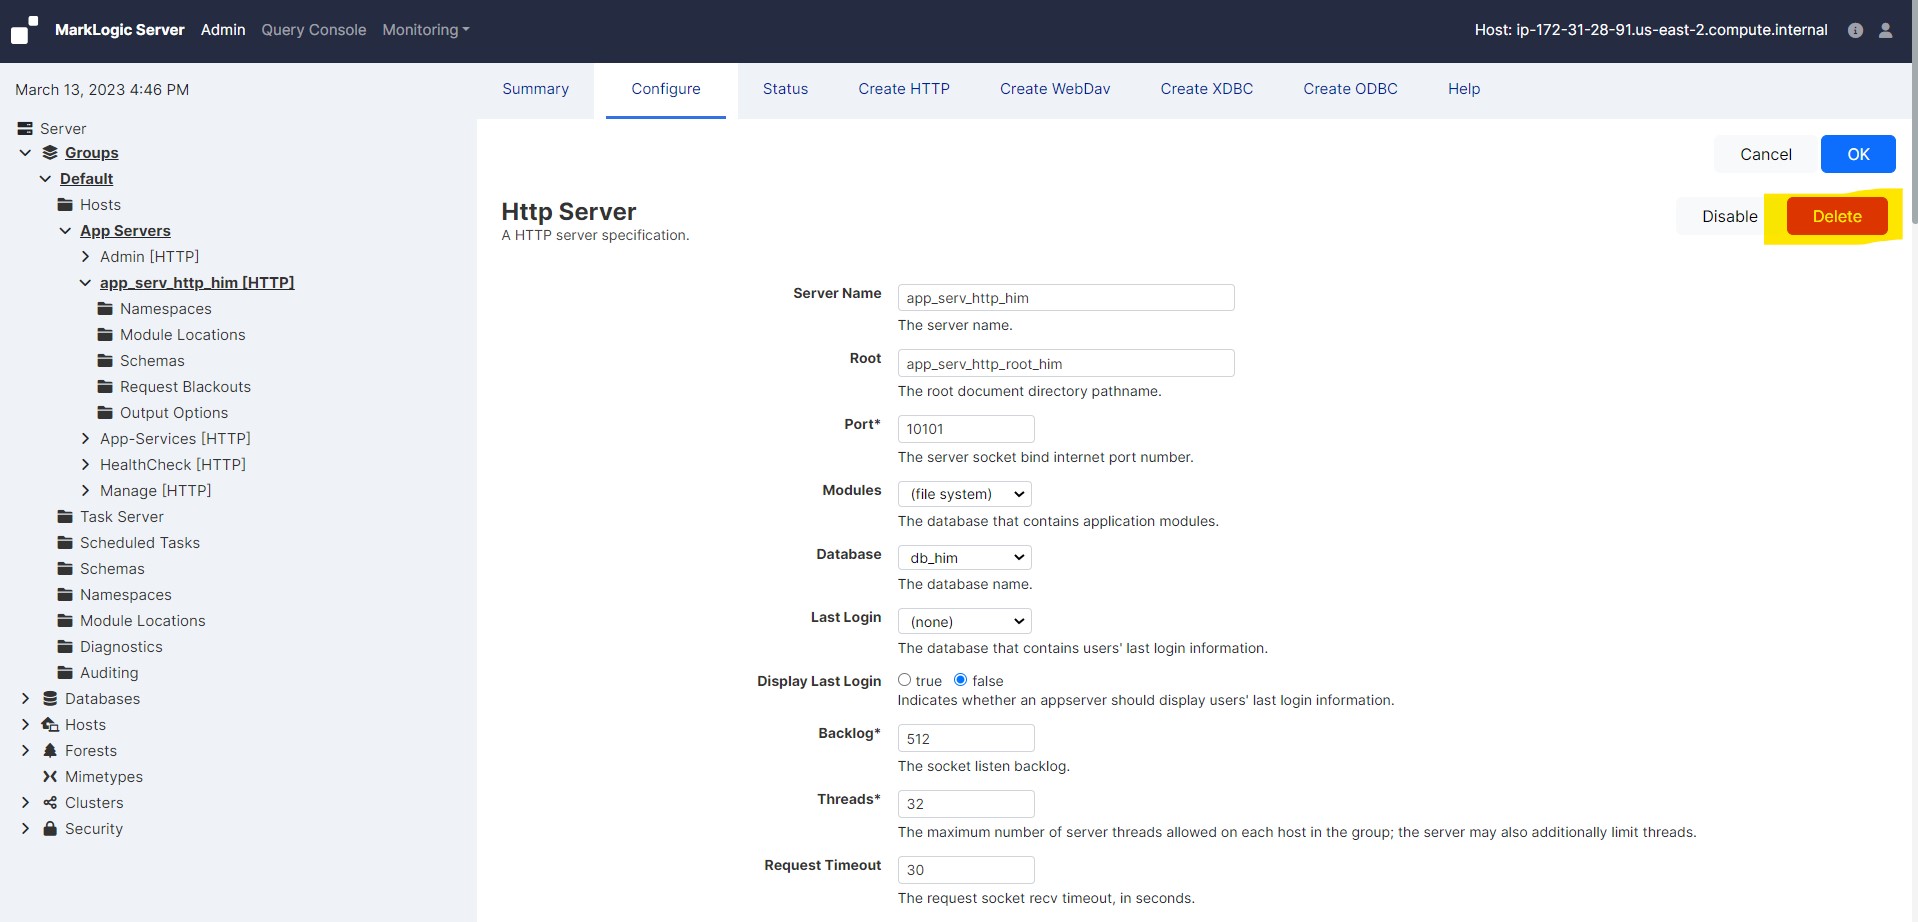 MarkLogic Server Admin Query Console Monitoring Host: ip-172-31-28-91.us-east-2.compute.internal
March 13, 2023 4:46 PM
Server
Groups
Default
Hosts
App Servers
Admin [HTTP]
app_serv_http_him [HTTP]
Namespaces
Module Locations
Schemas
Request Blackouts
Output Options
App-Services [HTTP]
HealthCheck [HTTP]
Manage [HTTP]
Task Server
Scheduled Tasks
Schemas
Namespaces
Module Locations
Diagnostics
Auditing
Databases
Hosts
Forests
Mimetypes
Clusters
Security
Summary Configure Status Create HTTP Create WebDav Create XDBC Create ODBC Help
Cancel OK
Http Server
A HTTP server specification.
Disable Delete
Server Name app_serv_http_him
The server name.
Root app_serv_http_root_him
The root document directory pathname.
Port* 10101
The server socket bind internet port number.
Modules (file system)
The database that contains application modules.
Database db_him
The database name.
Last Login (none)
The database that contains users' last login information.
Display Last Login true false
Indicates whether an appserver should display users' last login information.
Backlog* 512
The socket listen backlog.
Threads* 32
The maximum number of server threads allowed on each host in the group; the server may also additionally limit threads.
Request Timeout 30
The request socket recv timeout, in seconds.